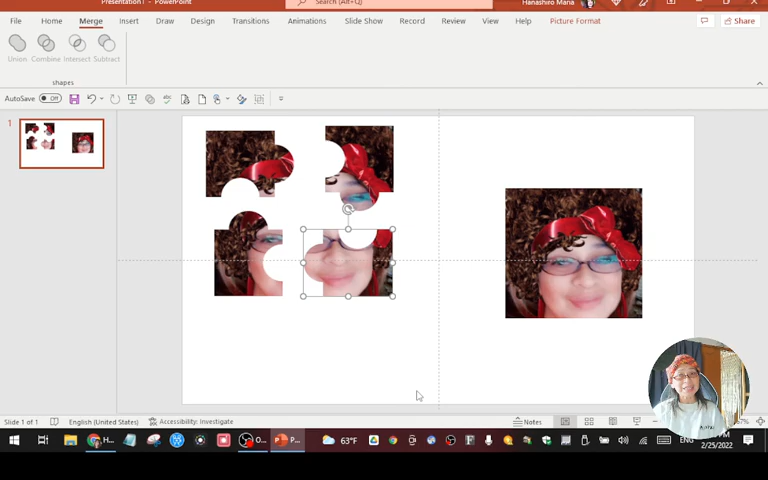 Presentation1 - PowerPoint
Search (Alt+Q)
Hanashiro Maria
File Home Merge Insert Draw Design Transitions Animations Slide Show Record Review View Help Picture Format
Share
Union Combine Intersect Subtract
shapes
AutoSave Off
1
Slide 1 of 1 English (United States) Accessibility: Investigate Notes
H... O... P... 63°F ENG
2/25/2022